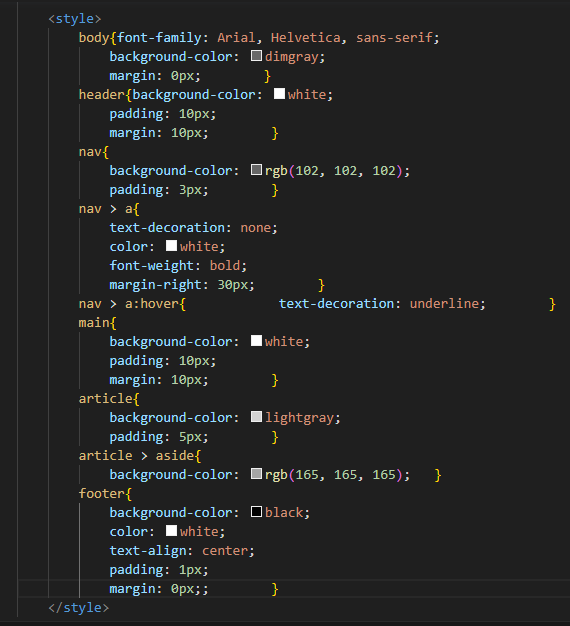 <style>
body{font-family: Arial, Helvetica, sans-serif;
background-color: dimgray;
margin: 0px;        }
header{background-color: white;
padding: 10px;
margin: 10px;        }
nav{
background-color: rgb(102, 102, 102);
padding: 3px;        }
nav > a{
text-decoration: none;
color: white;
font-weight: bold;
margin-right: 30px;        }
nav > a:hover{            text-decoration: underline;        }
main{
background-color: white;
padding: 10px;
margin: 10px;        }
article{
background-color: lightgray;
padding: 5px;        }
article > aside{
background-color: rgb(165, 165, 165);   }
footer{
background-color: black;
color: white;
text-align: center;
padding: 1px;
margin: 0px;;        }
</style>